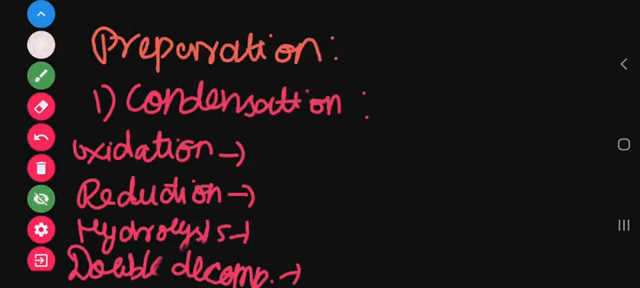 Preparation :
1) Condensation :
Oxidation →
Reduction →
Hydrolysis →
Double decomp. →